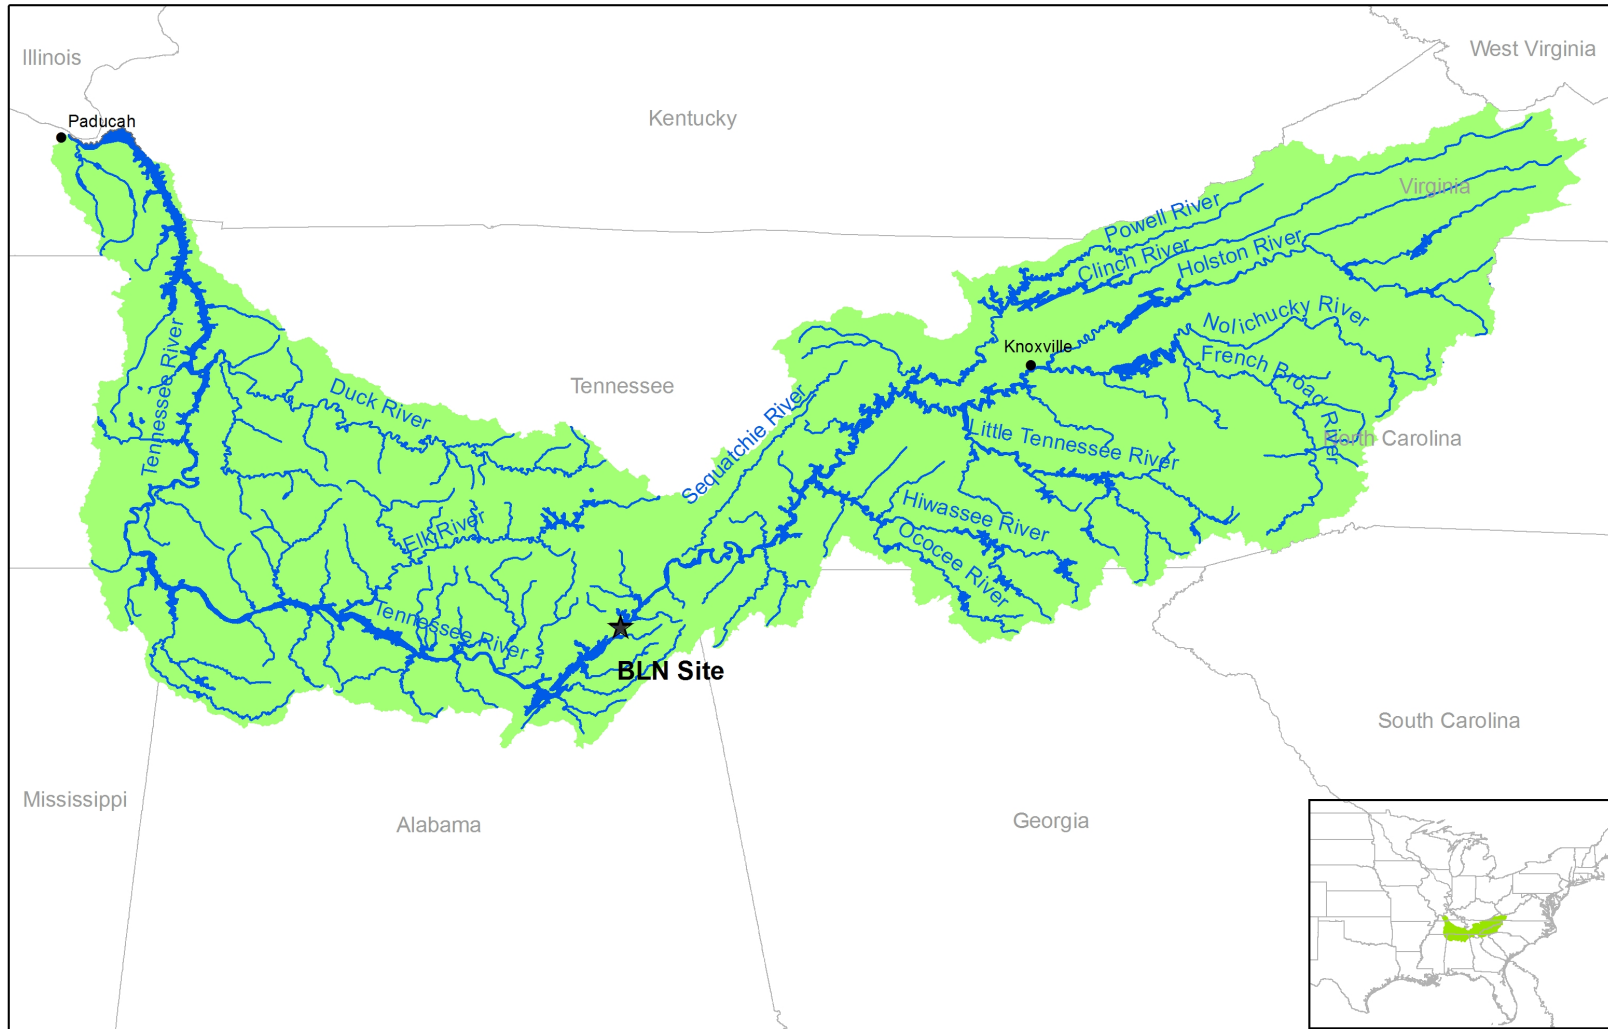 Illinois
West Virginia
Paducah
Kentucky
Virginia
Powell River
Clinch River
Holston River
Nolichucky River
Knoxville
French Broad River
Tennessee River
Tennessee
Duck River
Sequatchie River
Little Tennessee River
North Carolina
Elk River
Hiwassee River
Ococee River
Tennessee River
BLN Site
South Carolina
Mississippi
Alabama
Georgia